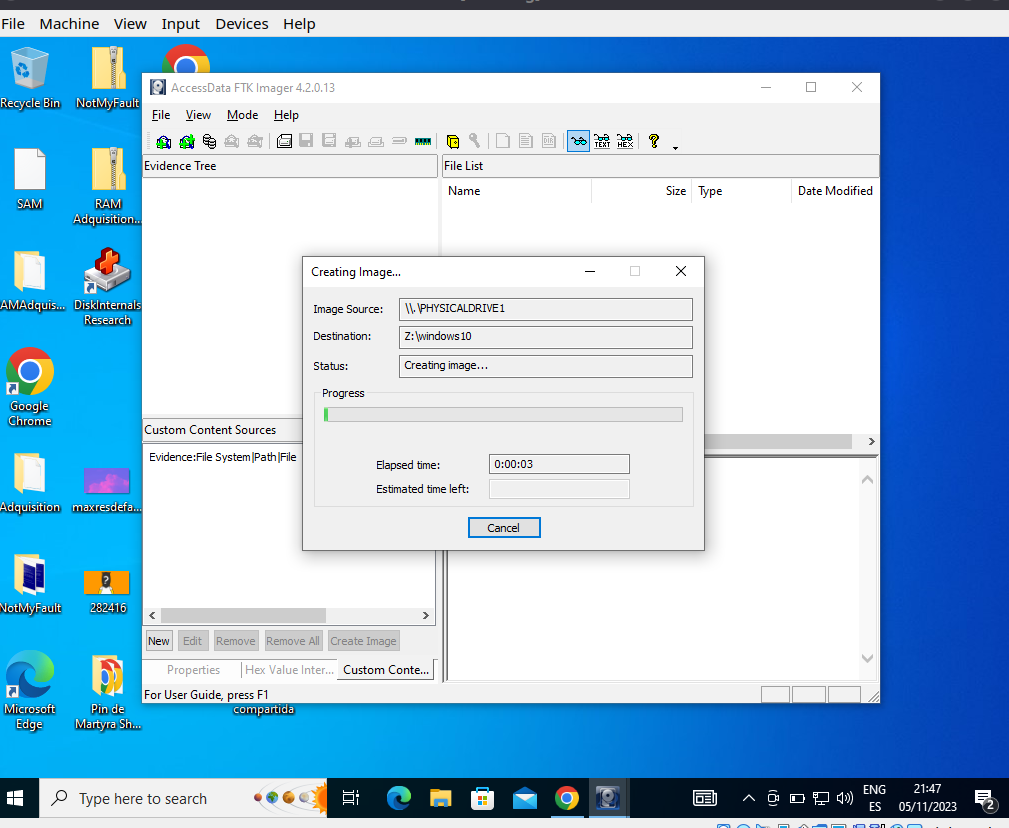 File Machine View Input Devices Help
Recycle Bin
NotMyFault
SAM
RAM
Adquisition...
AMAdquis...
DiskInternals
Research
Google
Chrome
Adquisition
maxresdefa...
NotMyFault
282416
Microsoft
Edge
Pin de
Martyra Sh...
compartida
AccessData FTK Imager 4.2.0.13
File View Mode Help
TEXT HEX
Evidence Tree
File List
Name Size Type Date Modified
Creating Image...
Image Source: \\.\PHYSICALDRIVE1
Destination: Z:\windows10
Status: Creating image...
Progress
Elapsed time: 0:00:03
Estimated time left:
Cancel
Custom Content Sources
Evidence:File System|Path|File
New Edit Remove Remove All Create Image
Properties Hex Value Inter... Custom Conte...
For User Guide, press F1
Type here to search
ENG
ES
21:47
05/11/2023
2